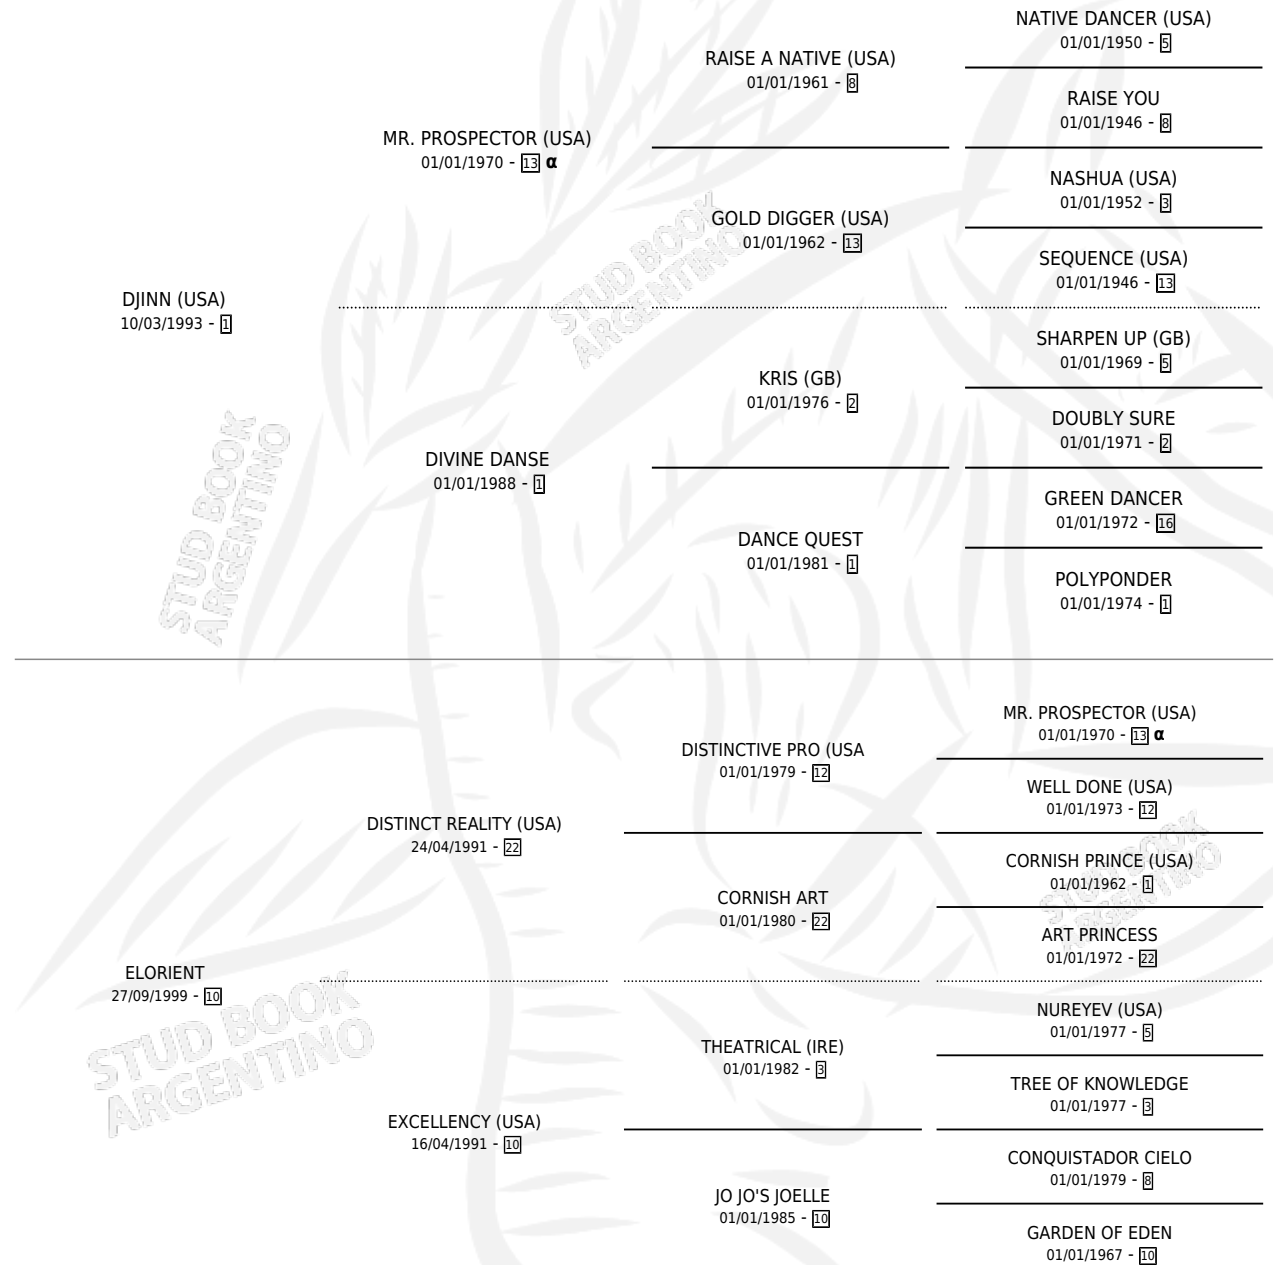 NATIVE DANCER (USA)
01/01/1950 - 5
RAISE A NATIVE (USA)
01/01/1961 - 8
RAISE YOU
01/01/1946 - 8
MR. PROSPECTOR (USA)
01/01/1970 - 13 α
NASHUA (USA)
01/01/1952 - 3
GOLD DIGGER (USA)
01/01/1962 - 13
SEQUENCE (USA)
01/01/1946 - 13
DJINN (USA)
10/03/1993 - 1
SHARPEN UP (GB)
01/01/1969 - 5
KRIS (GB)
01/01/1976 - 2
DOUBLY SURE
01/01/1971 - 2
DIVINE DANSE
01/01/1988 - 1
GREEN DANCER
01/01/1972 - 16
DANCE QUEST
01/01/1981 - 1
POLYPONDER
01/01/1974 - 1
MR. PROSPECTOR (USA)
01/01/1970 - 13 α
DISTINCTIVE PRO (USA
01/01/1979 - 12
WELL DONE (USA)
01/01/1973 - 12
DISTINCT REALITY (USA)
24/04/1991 - 22
CORNISH PRINCE (USA)
01/01/1962 - 1
CORNISH ART
01/01/1980 - 22
ART PRINCESS
01/01/1972 - 22
ELORIENT
27/09/1999 - 10
NUREYEV (USA)
01/01/1977 - 5
THEATRICAL (IRE)
01/01/1982 - 3
TREE OF KNOWLEDGE
01/01/1977 - 3
EXCELLENCY (USA)
16/04/1991 - 10
CONQUISTADOR CIELO
01/01/1979 - 8
JO JO'S JOELLE
01/01/1985 - 10
GARDEN OF EDEN
01/01/1967 - 10
STUD BOOK
ARGENTINO
STUD BOOK
ARGENTINO
STUD BOOK
ARGENTINO
STUD BOOK
ARGENTINO